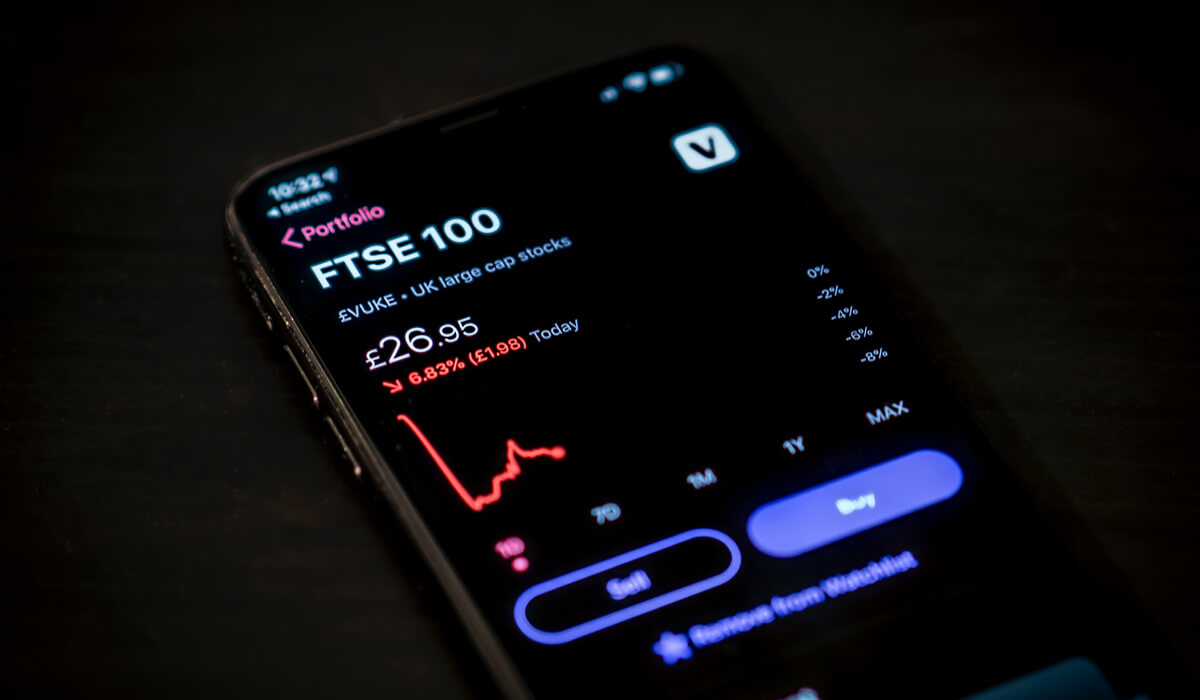 10:32
Search
Portfolio
V
FTSE 100
£VUKE • UK large cap stocks
£26.95
6.83% (£1.98) Today
0%
-2%
-4%
-6%
-8%
1D 7D 1M 1Y MAX
Sell Buy
Remove from Watchlist